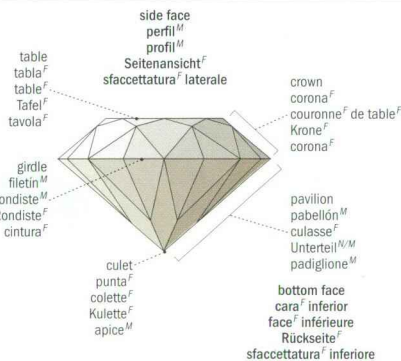 side face
perfil^M
profil^M
Seitenansicht^F
sfaccettatura^F laterale
table
tabla^F
table^F
Tafel^F
tavola^F
crown
corona^F
couronne^F de table^F
Krone^F
corona^F
girdle
filetín^M
ondiste^M
ondiste^F
cintura^F
pavilion
pabellón^M
culasse^F
Unterteil^N/M
padiglione^M
culet
punta^F
colette^F
Kulette^F
apice^M
bottom face
cara^F inferior
face^F inférieure
Rückseite^F
sfaccettatura^F inferiore